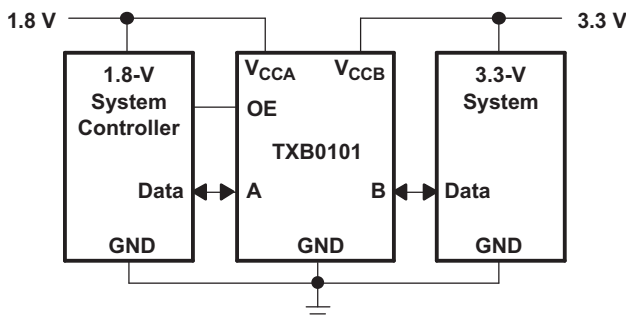 1.8 V
3.3 V
1.8-V
System
Controller
Data
GND
VCCA
VCCB
OE
TXB0101
A
B
GND
3.3-V
System
Data
GND